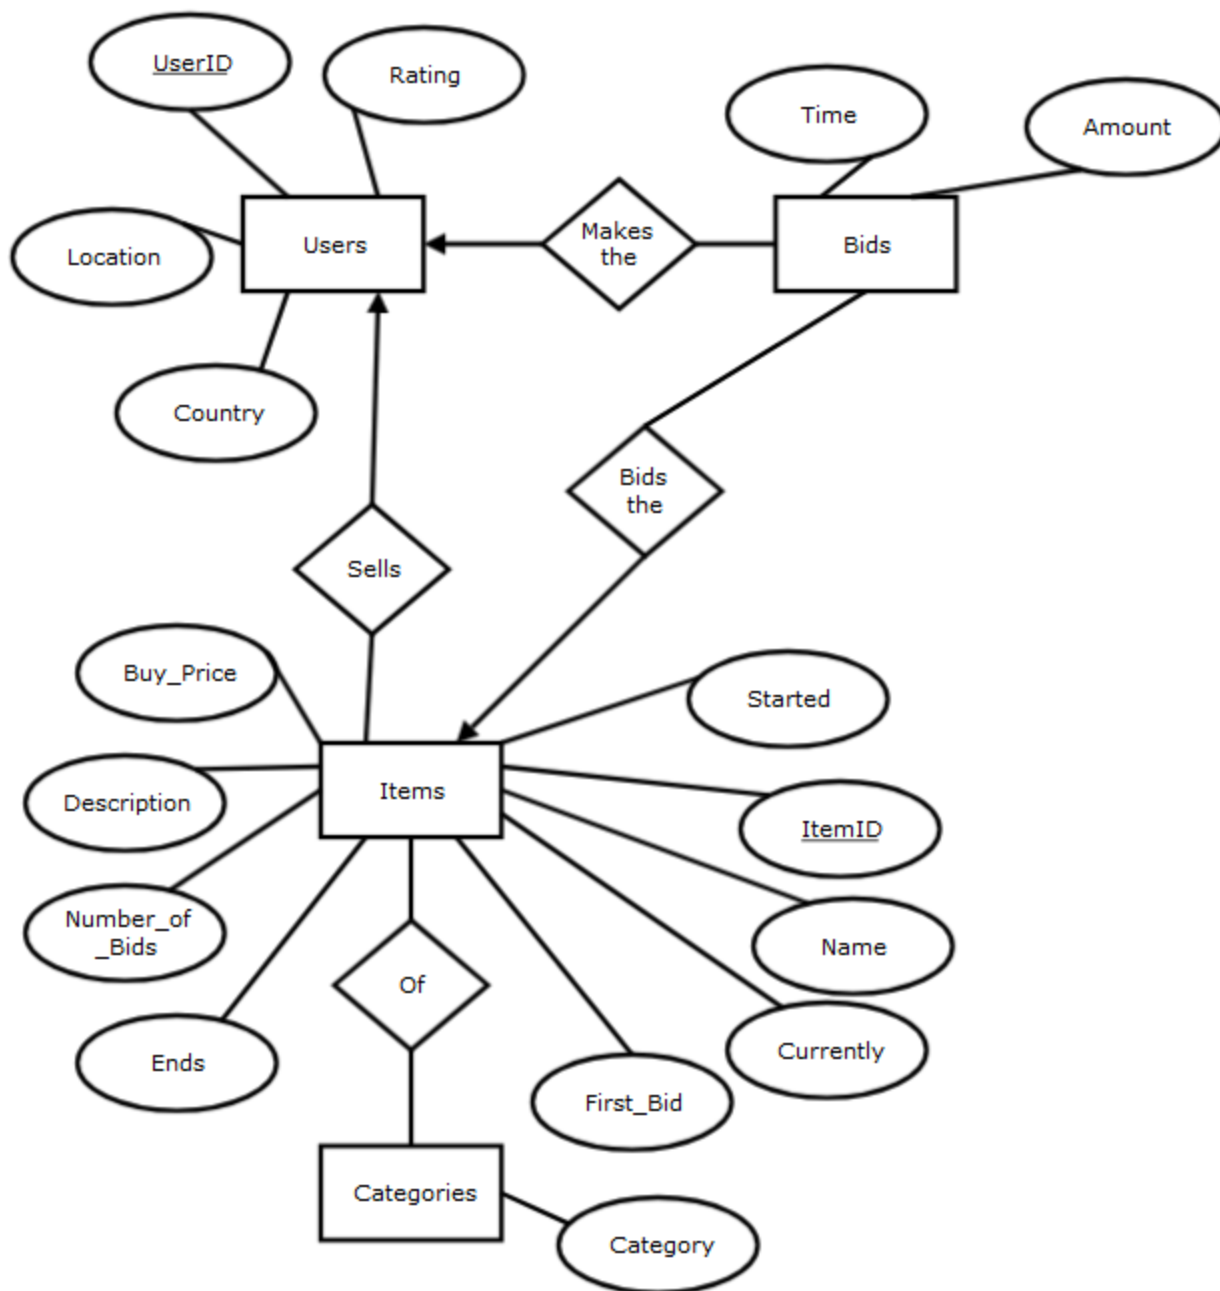 UserID
Rating
Time
Amount
Location
Users
Makes
the
Bids
Country
Bids
the
Sells
Buy_Price
Started
Description
Items
ItemID
Number_of
_Bids
Name
Of
Ends
Currently
First_Bid
Categories
Category